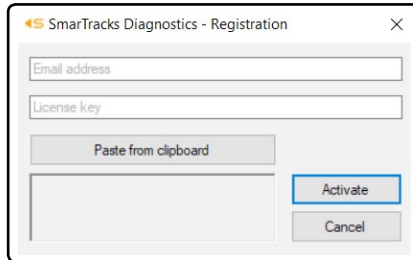 SmarTracks Diagnostics - Registration
Email address
License key
Paste from clipboard
Activate
Cancel